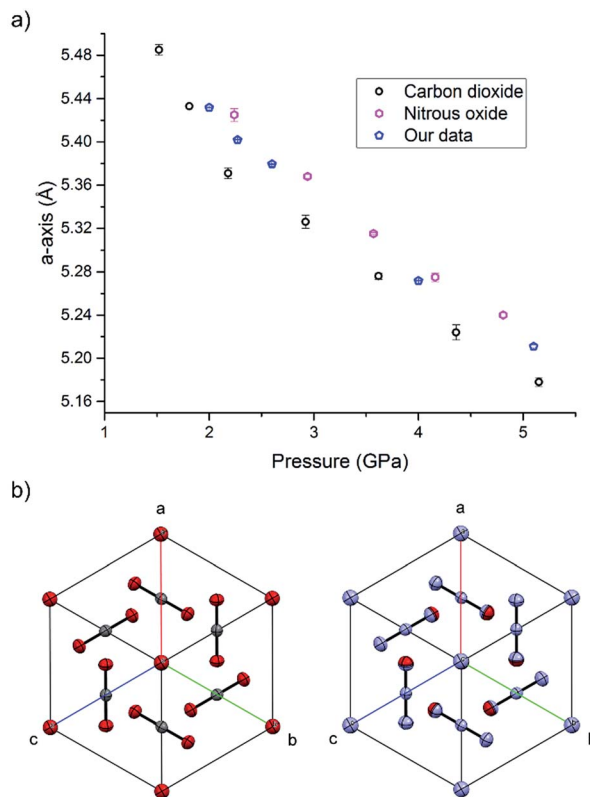 a)
5.48
5.44
5.40
5.36
5.32
5.28
5.24
5.20
5.16
a-axis (Å)
Carbon dioxide
Nitrous oxide
Our data
1 2 3 4 5
Pressure (GPa)
b)
a a
c b c